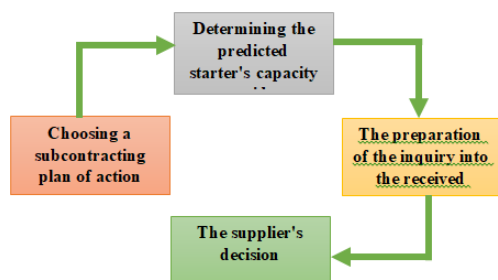 Determining the
predicted
starter's capacity
Choosing a
subcontracting
plan of action
The preparation
of the inquiry into
the received
The supplier's
decision